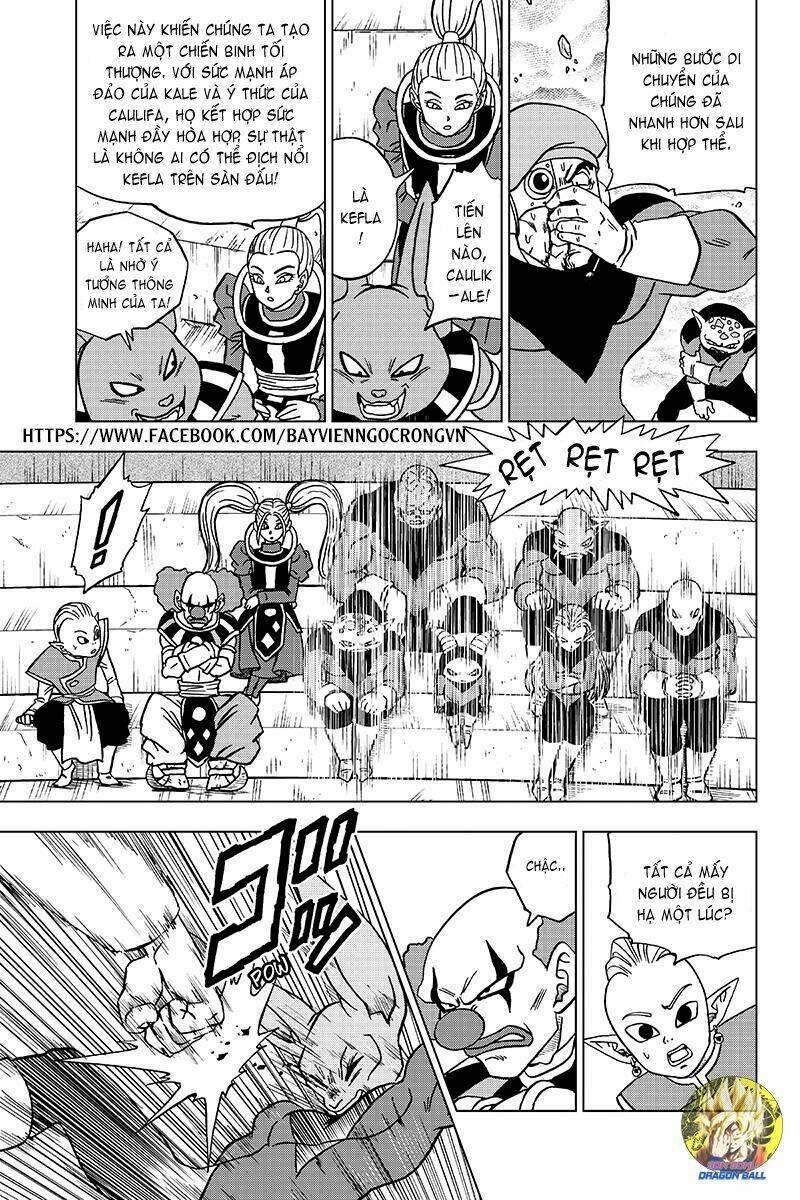 NHỮNG BƯỚC DI
CHUYỂN CỦA
CHÚNG ĐÃ
NHANH HƠN SAU
KHI HỢP THỂ.
TIẾN
LÊN
NÀO,
CAULIK
-ALE!
LÀ
KEFLA
!
VIỆC NÀY KHIẾN CHÚNG TA TẠO
RA MỘT CHIẾN BINH TỐI
THƯỢNG. VỚI SỨC MẠNH ÁP
ĐẢO CỦA KALE VÀ Ý THỨC CỦA
CAULIFA, HỌ KẾT HỢP SỨC
MẠNH ĐẦY HÒA HỢP. SỰ THẬT
LÀ KHÔNG AI CÓ THỂ ĐỊCH NỔI
KEFLA TRÊN SÀN ĐẤU!
HAHA! TẤT CẢ
LÀ NHỜ Ý
TƯỞNG THÔNG
MINH CỦA TA!
HTTPS://WWW.FACEBOOK.COM/BAYVIENNGOCRONGVN
RẸT RẸT RẸT
!
TẤT CẢ MẤY
NGƯỜI ĐỀU BỊ
HẠ MỘT LÚC?
CHẬC..
POW
DRAGON BALL